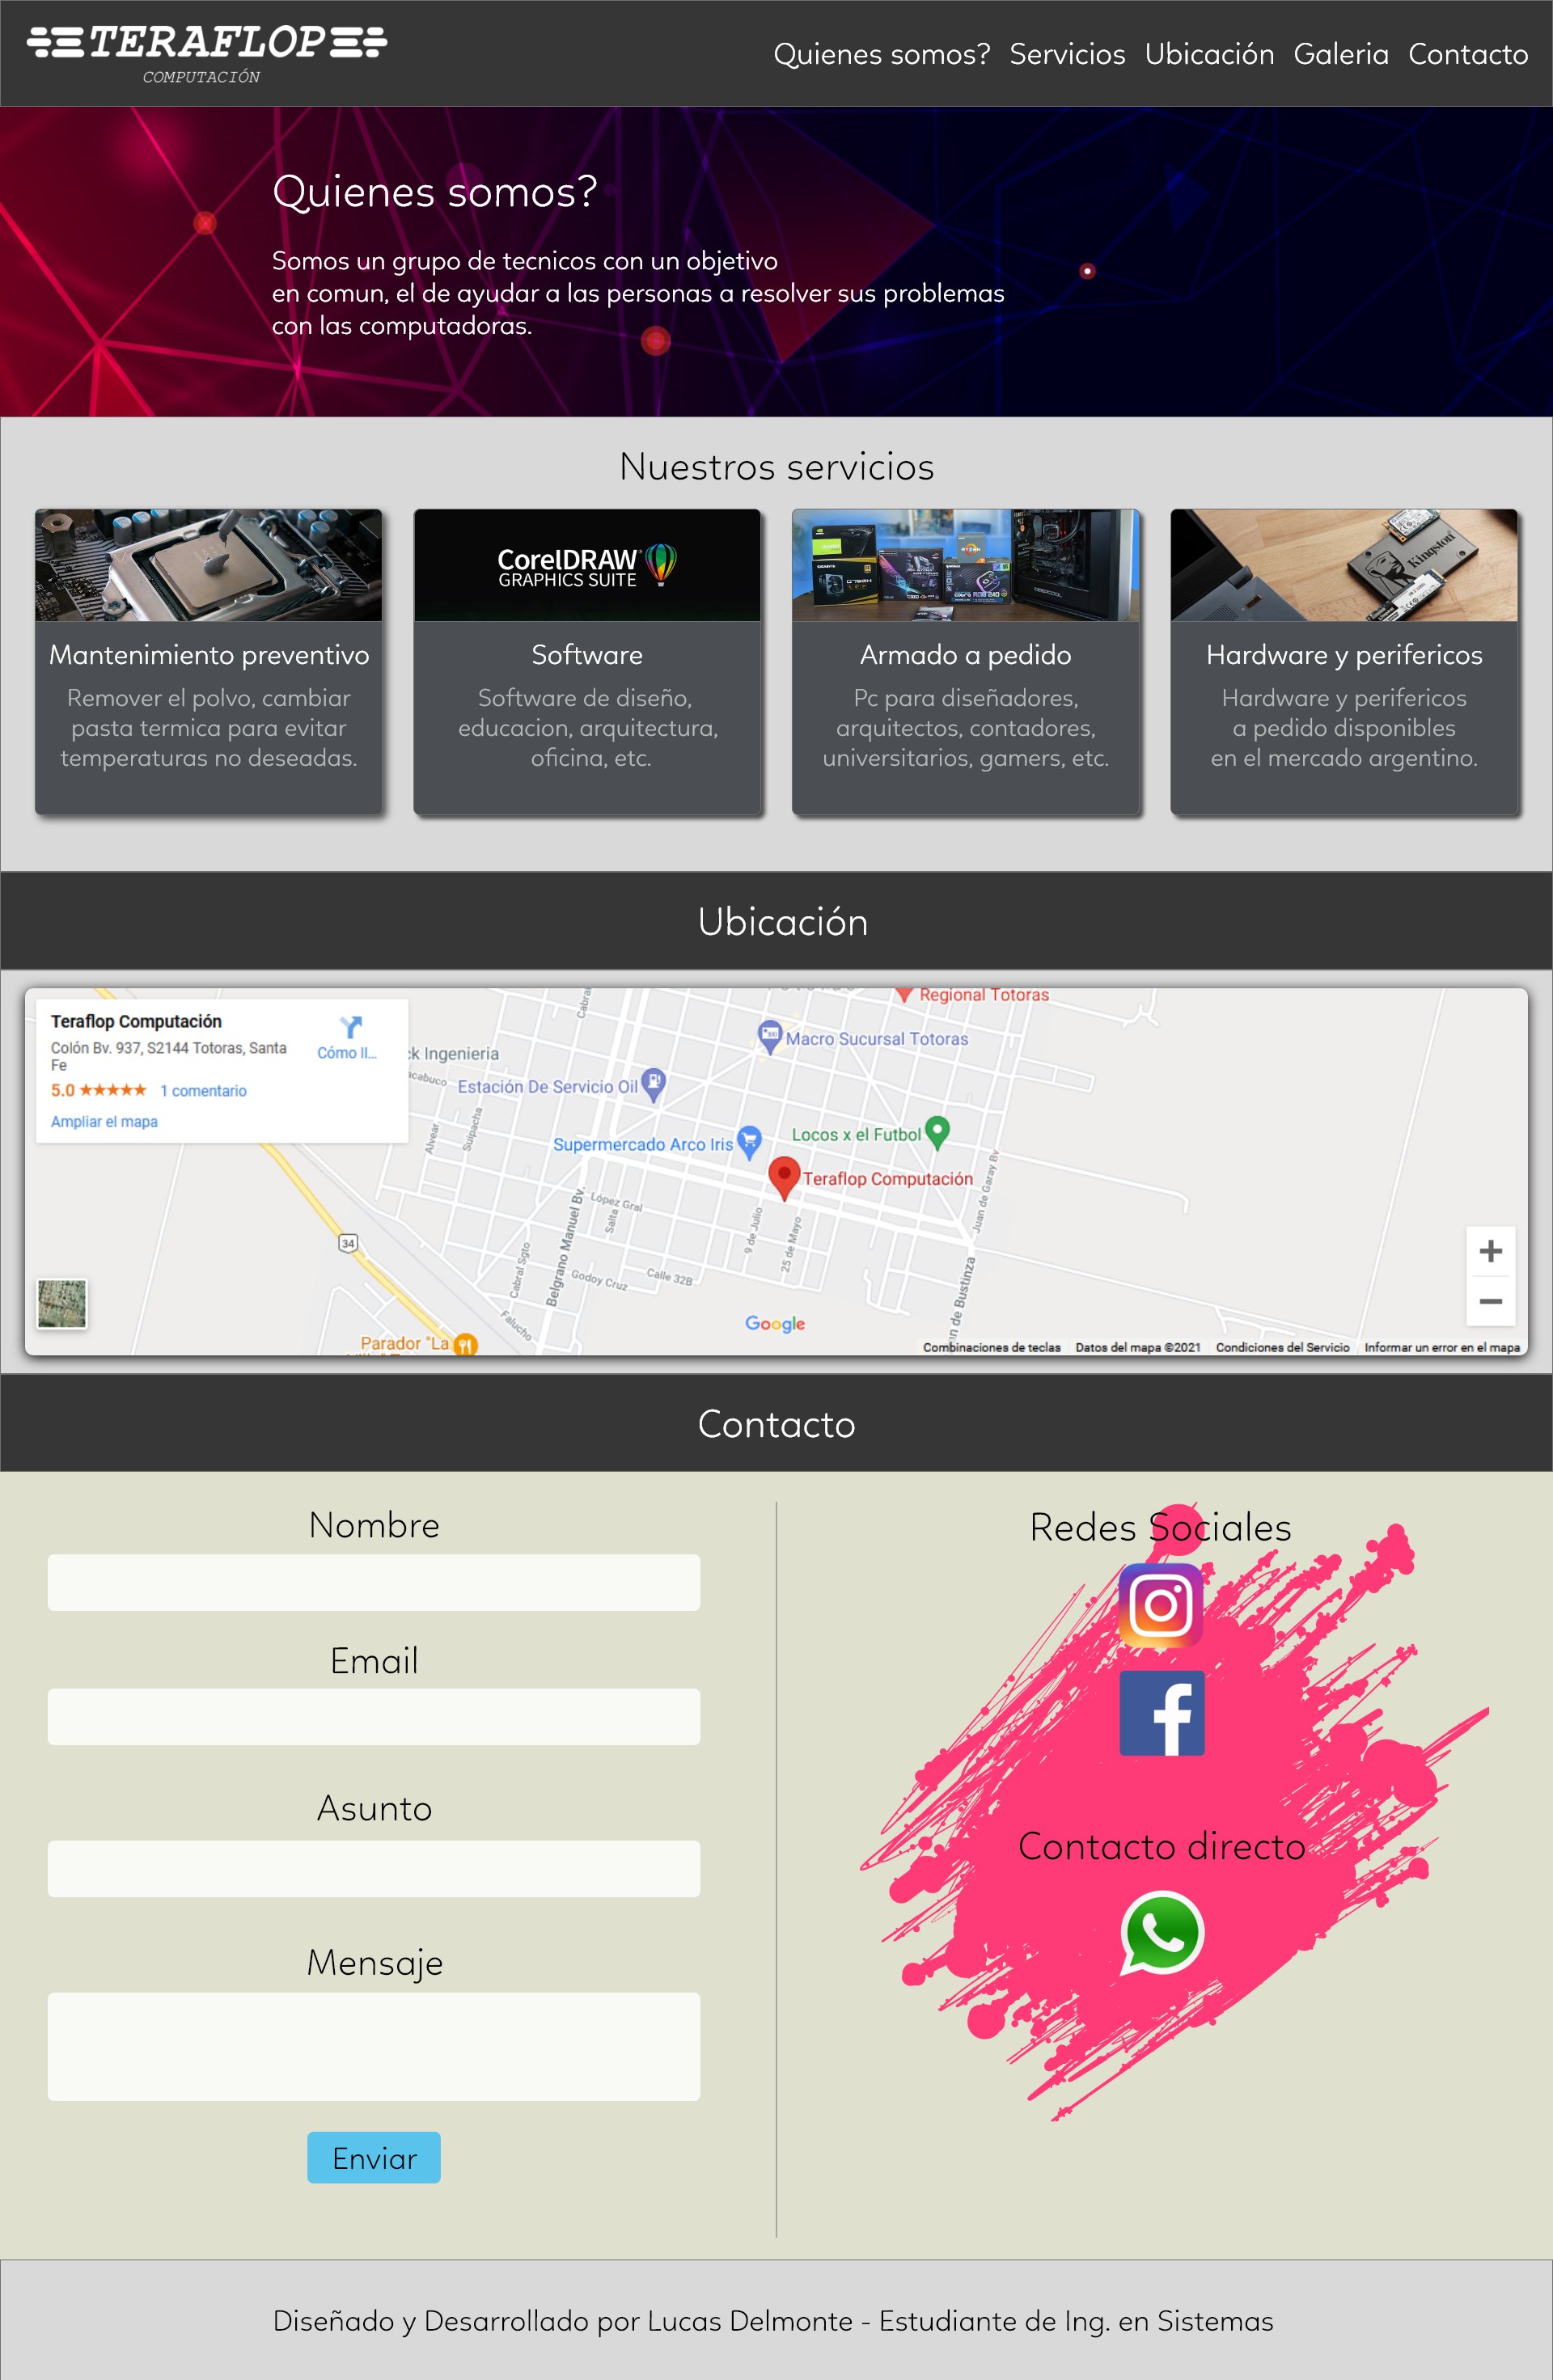 TERAFLOP
COMPUTACIÓN
Quienes somos? Servicios Ubicación Galeria Contacto
Quienes somos?
Somos un grupo de tecnicos con un objetivo
en comun, el de ayudar a las personas a resolver sus problemas
con las computadoras.
Nuestros servicios
CorelDRAW
GRAPHICS SUITE
Kingston
Mantenimiento preventivo
Remover el polvo, cambiar
pasta termica para evitar
temperaturas no deseadas.
Software
Software de diseño,
educacion, arquitectura,
oficina, etc.
Armado a pedido
Pc para diseñadores,
arquitectos, contadores,
universitarios, gamers, etc.
Hardware y perifericos
Hardware y perifericos
a pedido disponibles
en el mercado argentino.
Ubicación
Teraflop Computación
Colón Bv. 937, S2144 Totoras, Santa
Fe
Cómo ll...
5.0 ★★★★★ 1 comentario
Ampliar el mapa
Regional Totoras
Macro Sucursal Totoras
ck Ingenieria
acabuco
Estación De Servicio Oil
Cabral
Alvear
Suipacha
Supermercado Arco Iris
Locos x el Futbol
Teraflop Computación
Juan de Garay Bv
López Gral
Salta
9 de Julio
25 de Mayo
Belgrano Manuel Bv.
Cabral Sgto
Godoy Cruz
Calle 32B
Falucho
34
n de Bustinza
Parador "La
Google
+
−
Combinaciones de teclas Datos del mapa ©2021 Condiciones del Servicio Informar un error en el mapa
Contacto
Nombre
Email
Asunto
Mensaje
Enviar
Redes Sociales
Contacto directo
Diseñado y Desarrollado por Lucas Delmonte - Estudiante de Ing. en Sistemas